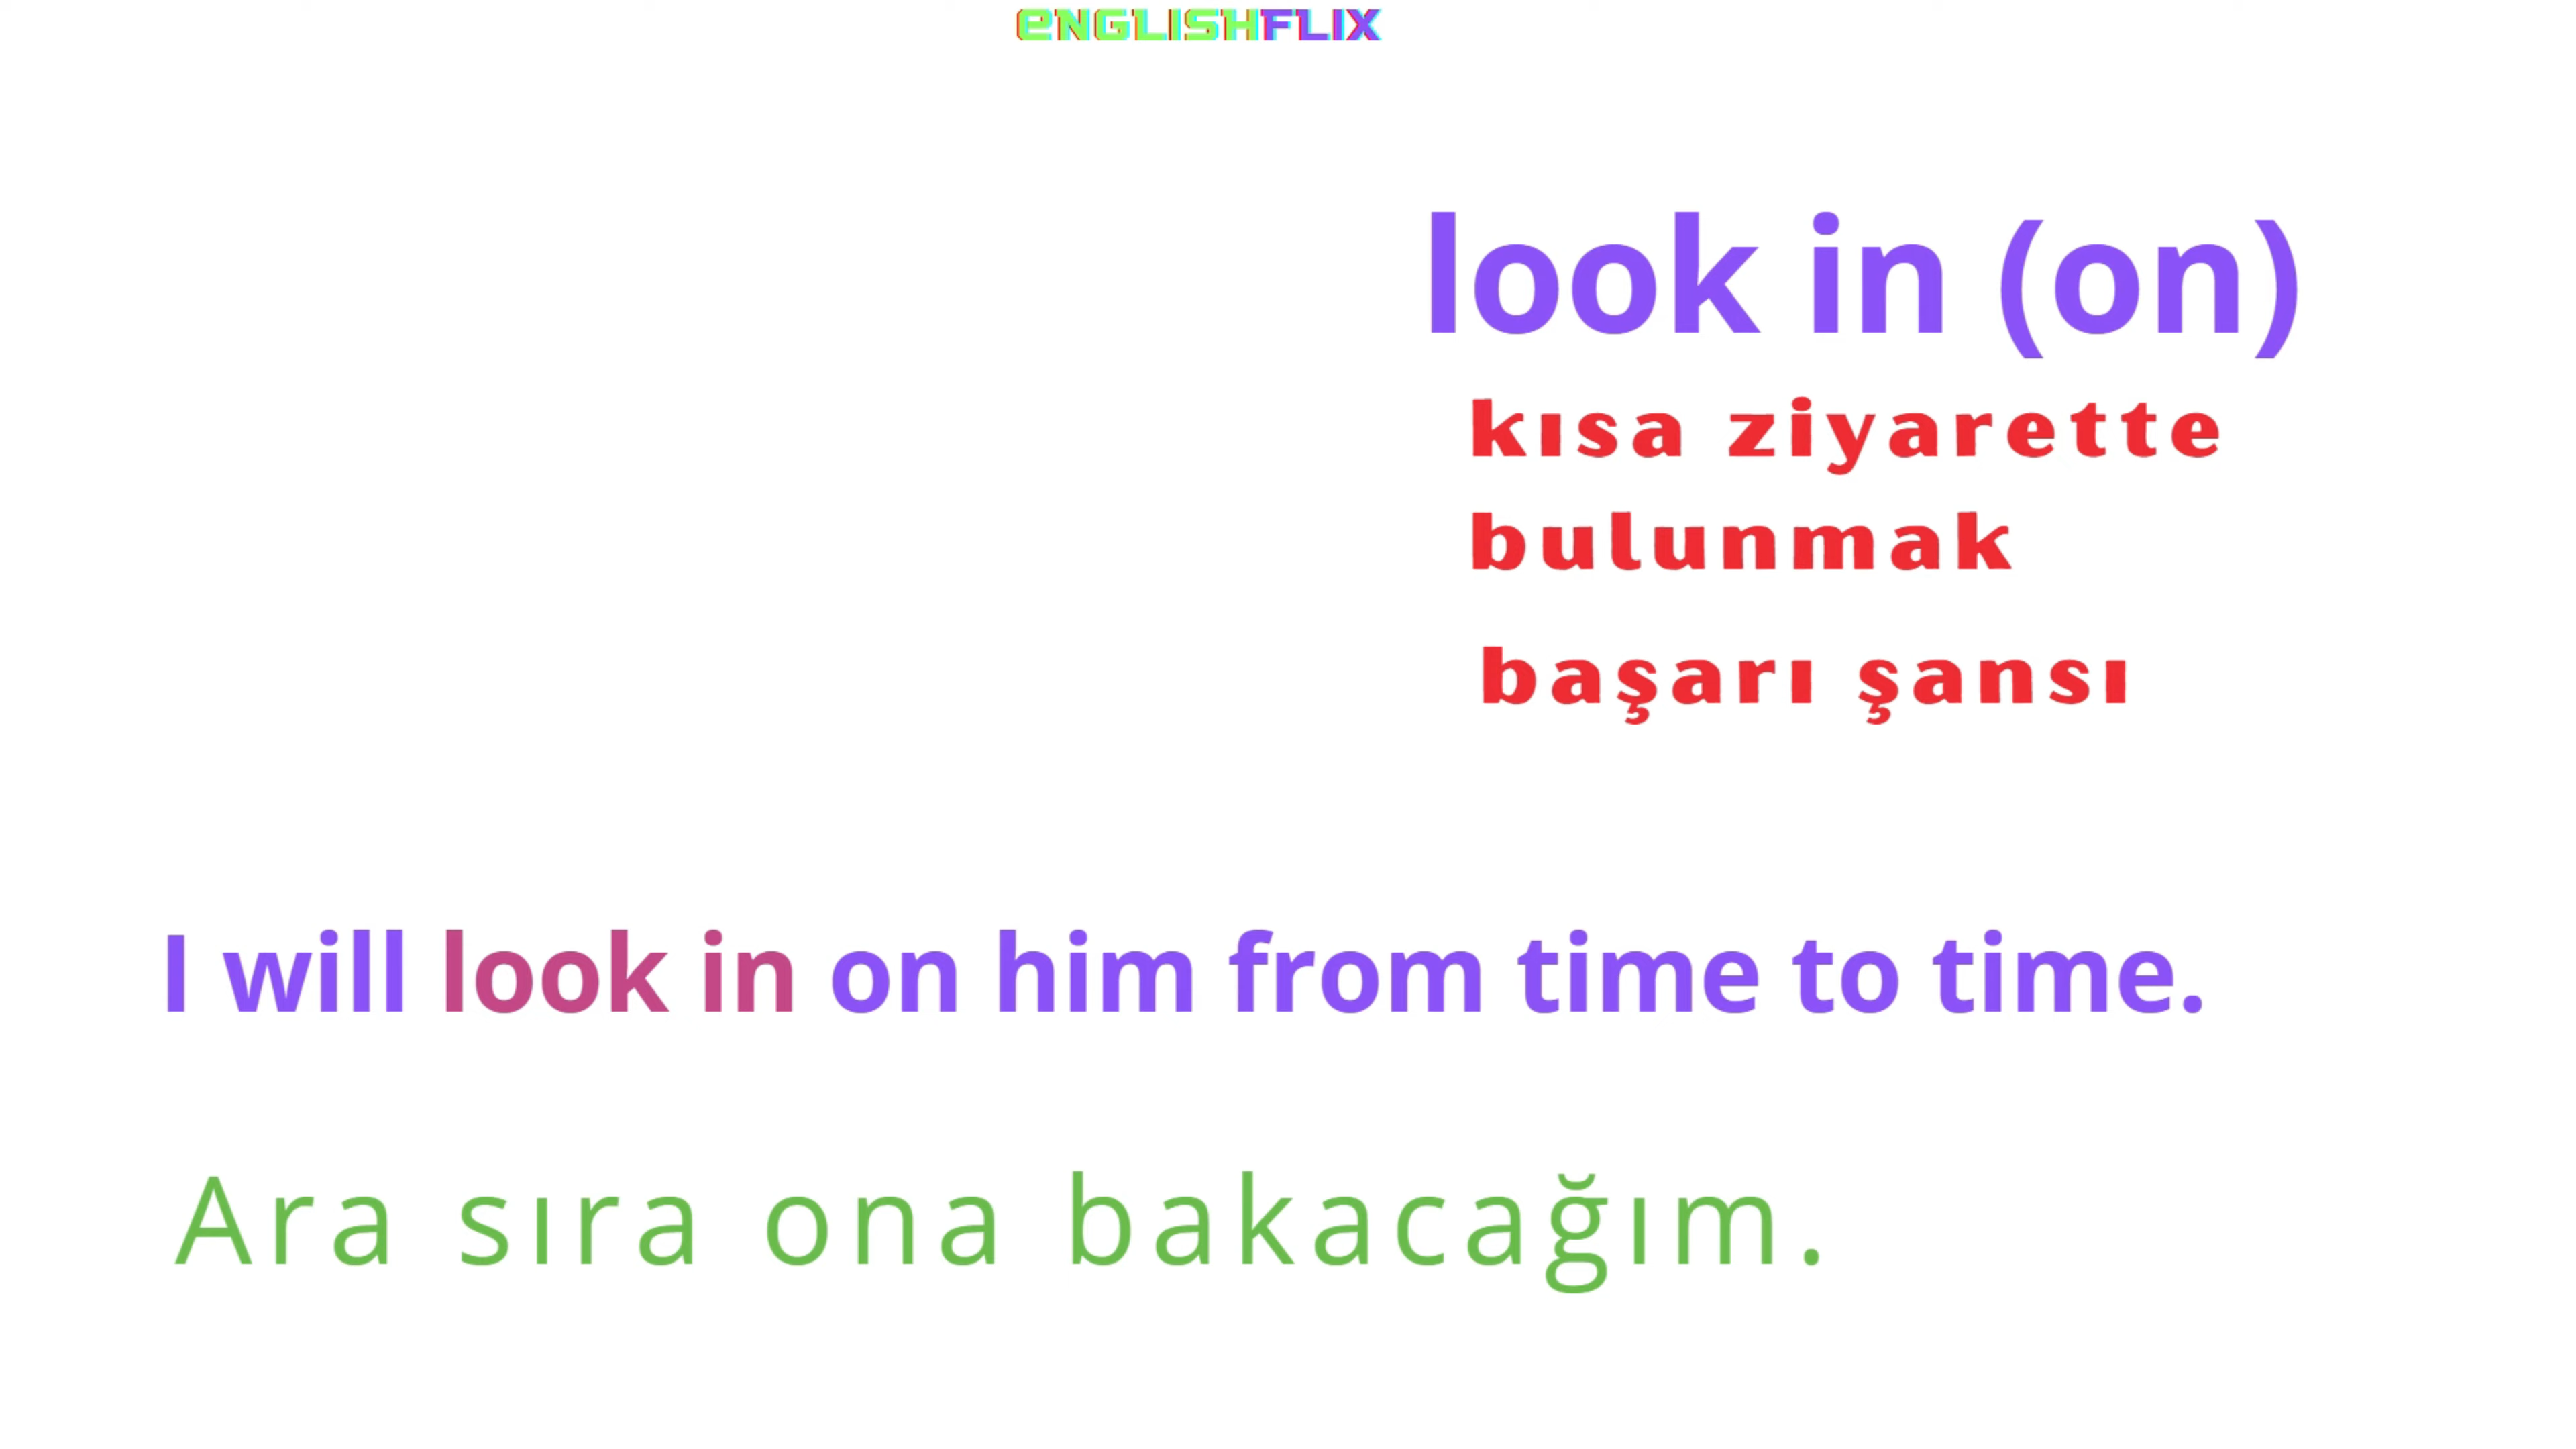 eNGLISHFLIX
look in (on)
kısa ziyarette
bulunmak
başarı şansı
I will look in on him from time to time.
Ara sıra ona bakacağım.